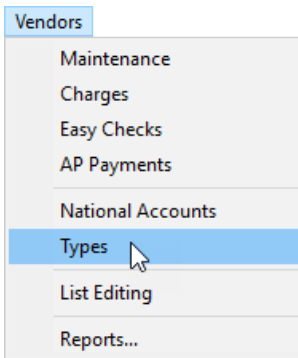 Vendors
Maintenance
Charges
Easy Checks
AP Payments
National Accounts
Types
List Editing
Reports...